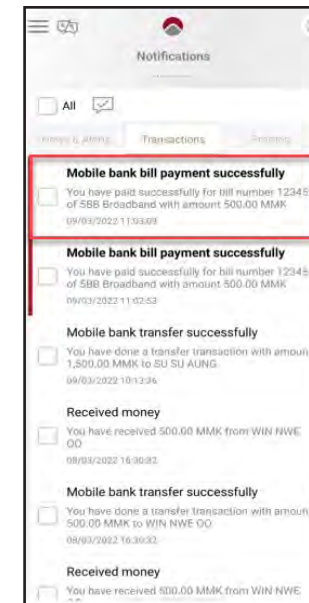 Notifications
All
Transactions
Mobile bank bill payment successfully
You have paid successfully for bill number 12345
of 5BB Broadband with amount 500.00 MMK
09/03/2022 11:03:03
Mobile bank bill payment successfully
You have paid successfully for bill number 12345
of 5BB Broadband with amount 500.00 MMK
09/03/2022 11:02:53
Mobile bank transfer successfully
You have done a transfer transaction with amoun
1,500.00 MMK to SU SU AUNG
09/03/2022 10:13:36
Received money
You have received 500.00 MMK from WIN NWE
OO
08/03/2022 16:30:32
Mobile bank transfer successfully
You have done a transfer transaction with amoun
500.00 MMK to WIN NWE OO
08/03/2022 16:30:32
Received money
You have received 500.00 MMK from WIN NWE